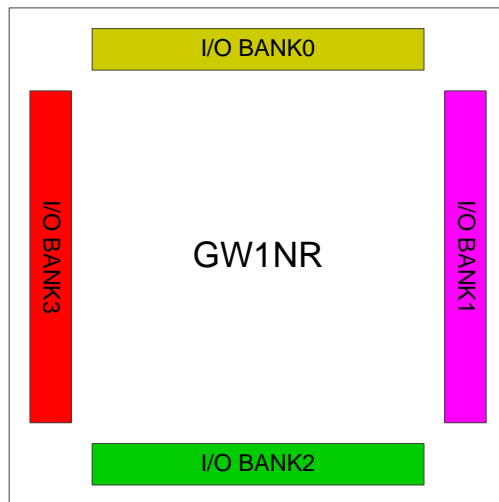 I/O BANK0
I/O BANK3
GW1NR
I/O BANK1
I/O BANK2